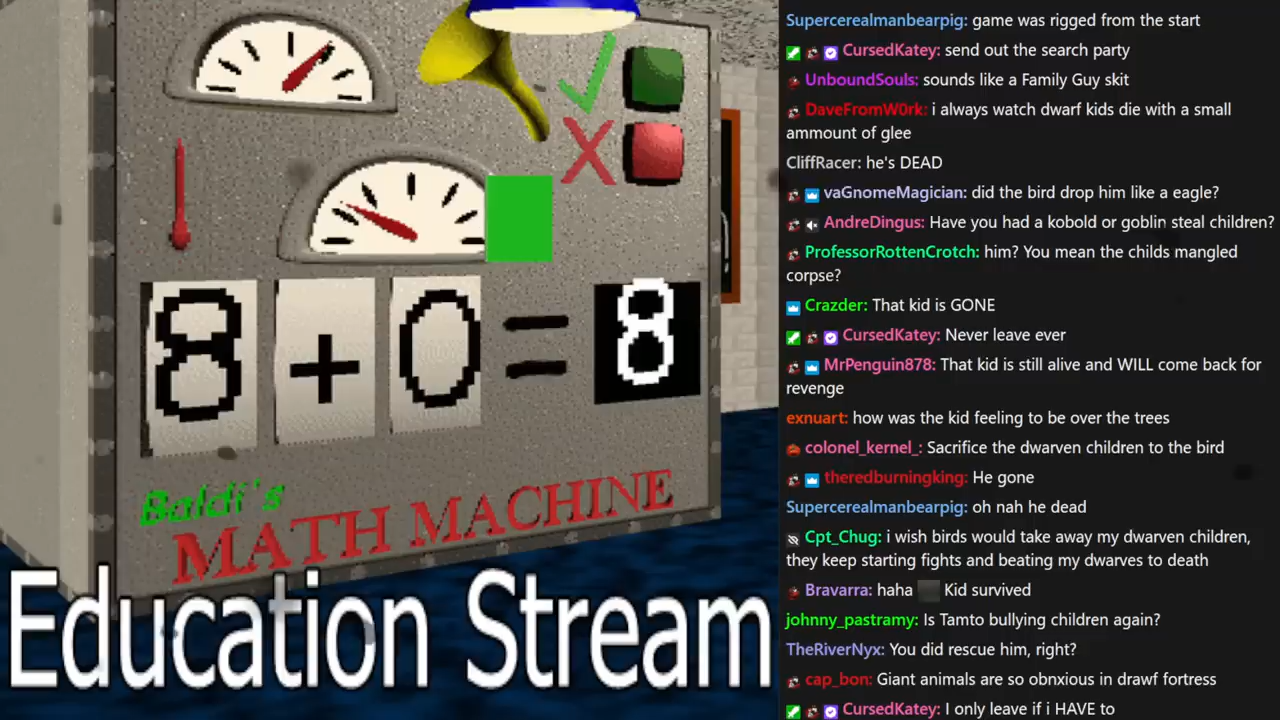 8 + 0 = 8
Baldi's
MATH MACHINE
Education Stream
Supercerealmanbearpig: game was rigged from the start
CursedKatey: send out the search party
UnboundSouls: sounds like a Family Guy skit
DaveFromW0rk: i always watch dwarf kids die with a small
ammount of glee
CliffRacer: he's DEAD
vaGnomeMagician: did the bird drop him like a eagle?
AndreDingus: Have you had a kobold or goblin steal children?
ProfessorRottenCrotch: him? You mean the childs mangled
corpse?
Crazder: That kid is GONE
CursedKatey: Never leave ever
MrPenguin878: That kid is still alive and WILL come back for
revenge
exnuart: how was the kid feeling to be over the trees
colonel_kernel_: Sacrifice the dwarven children to the bird
theredburningking: He gone
Supercerealmanbearpig: oh nah he dead
Cpt_Chug: i wish birds would take away my dwarven children,
they keep starting fights and beating my dwarves to death
Bravarra: haha Kid survived
johnny_pastramy: Is Tamto bullying children again?
TheRiverNyx: You did rescue him, right?
cap_bon: Giant animals are so obnxious in drawf fortress
CursedKatey: I only leave if i HAVE to